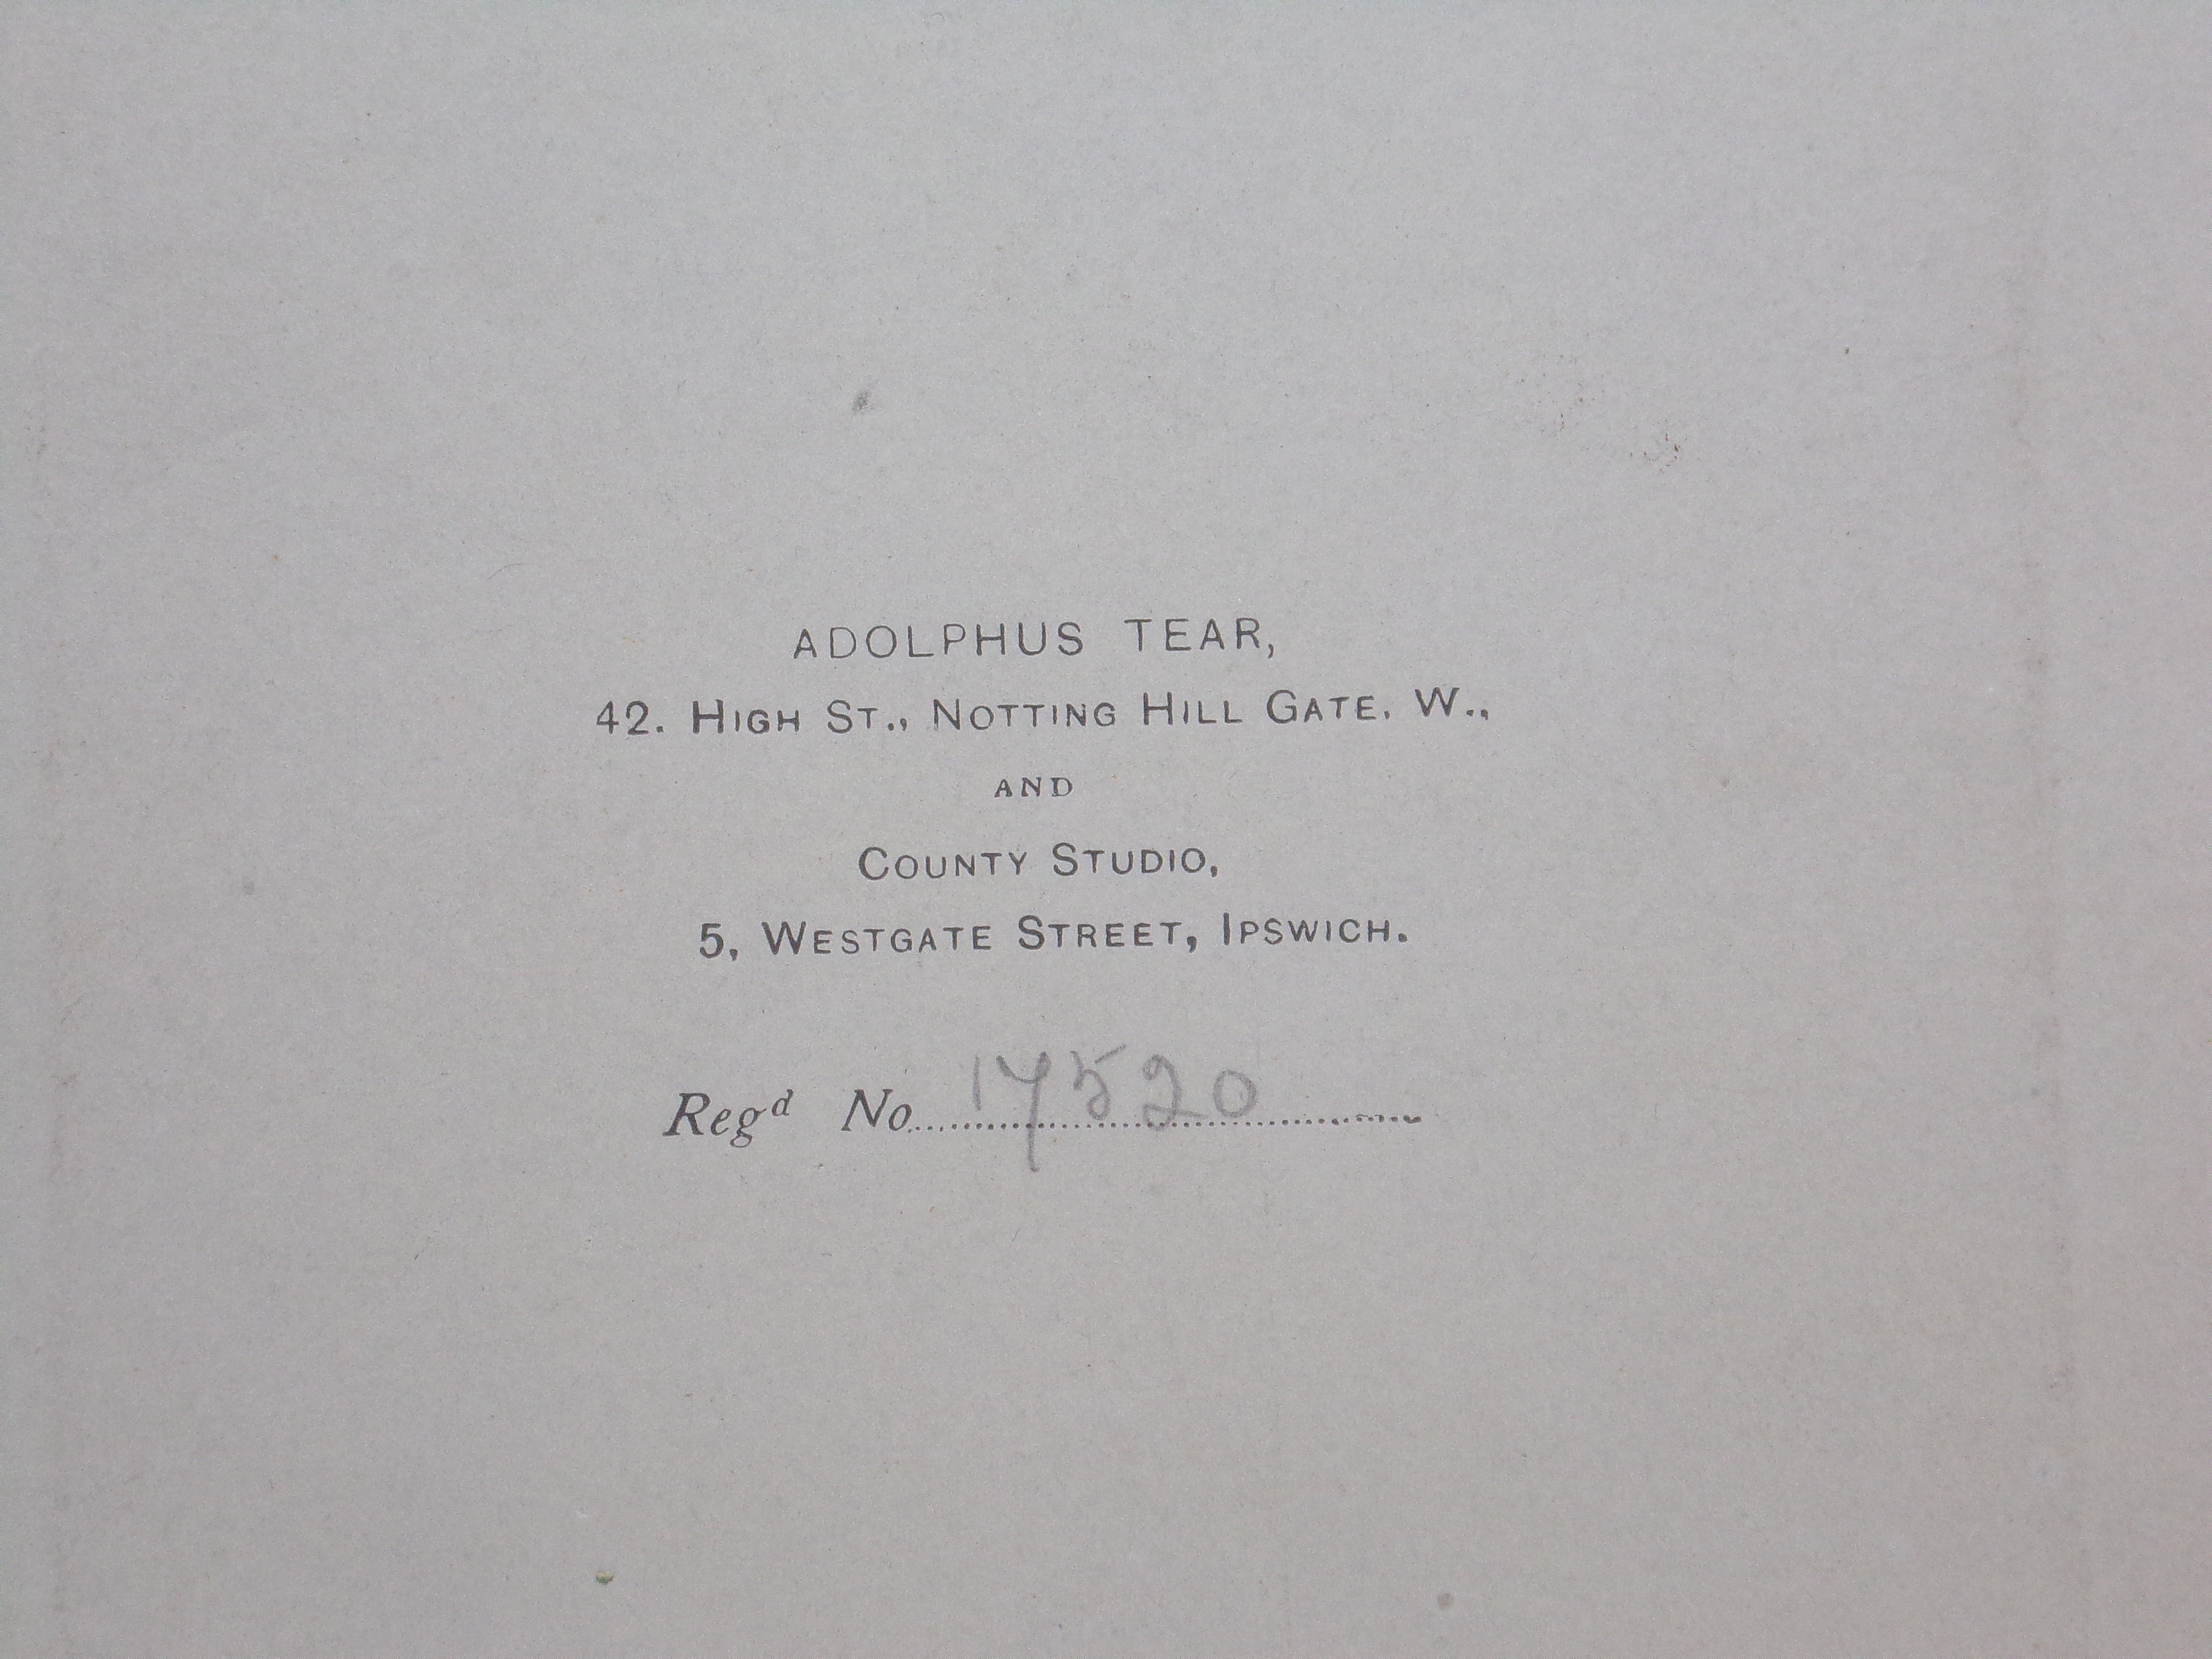 ADOLPHUS TEAR,
42. HIGH ST., NOTTING HILL GATE. W.,
AND
COUNTY STUDIO,
5, WESTGATE STREET, IPSWICH.
Regd No. 17520